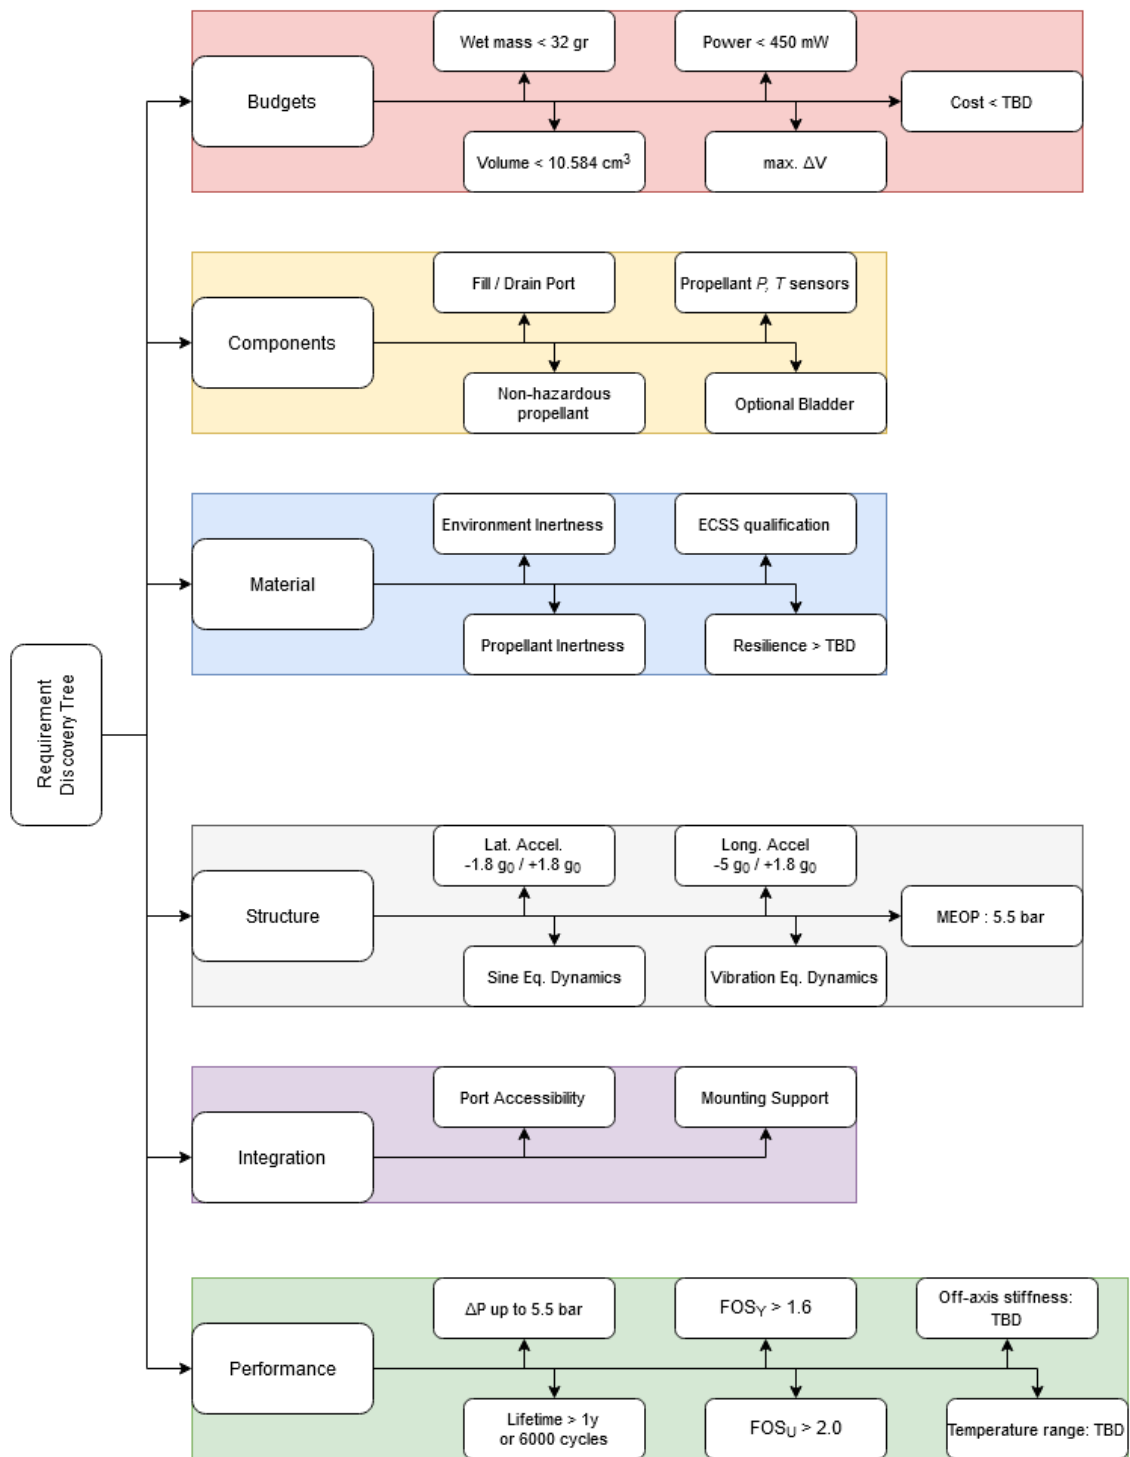 Requirement
Discovery Tree
Budgets
Wet mass < 32 gr
Power < 450 mW
Cost < TBD
Volume < 10.584 cm³
max. ΔV
Components
Fill / Drain Port
Propellant P, T sensors
Non-hazardous
propellant
Optional Bladder
Material
Environment Inertness
ECSS qualification
Propellant Inertness
Resilience > TBD
Structure
Lat. Accel.
-1.8 g₀ / +1.8 g₀
Long. Accel
-5 g₀ / +1.8 g₀
MEOP : 5.5 bar
Sine Eq. Dynamics
Vibration Eq. Dynamics
Integration
Port Accessibility
Mounting Support
Performance
ΔP up to 5.5 bar
FOS_Y > 1.6
Off-axis stiffness:
TBD
Lifetime > 1y
or 6000 cycles
FOS_U > 2.0
Temperature range: TBD